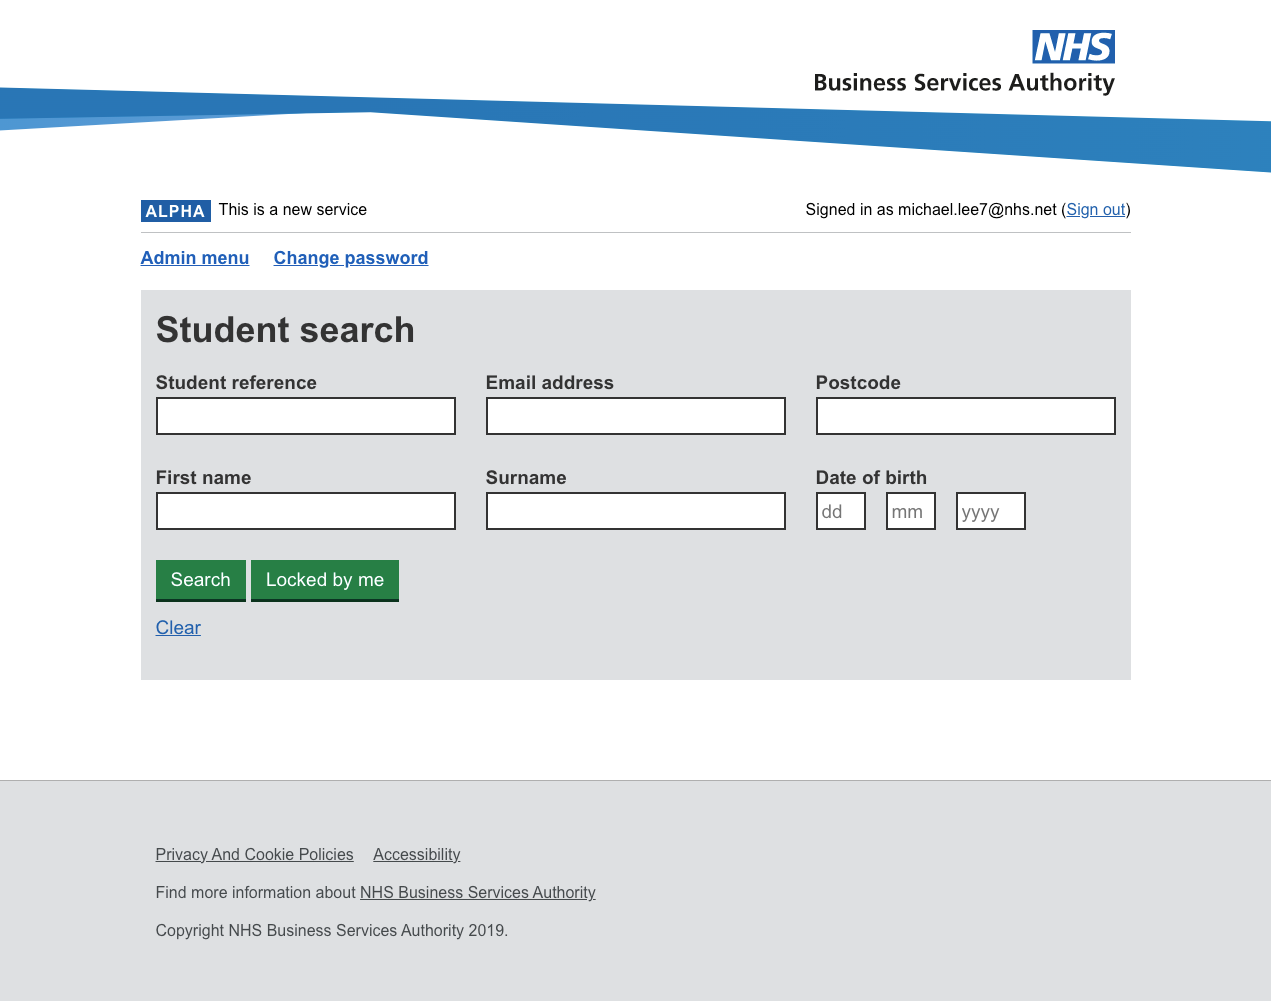 NHS
Business Services Authority
ALPHA This is a new service
Signed in as michael.lee7@nhs.net (Sign out)
Admin menu Change password
Student search
Student reference Email address Postcode
First name Surname Date of birth
dd mm yyyy
Search Locked by me
Clear
Privacy And Cookie Policies Accessibility
Find more information about NHS Business Services Authority
Copyright NHS Business Services Authority 2019.